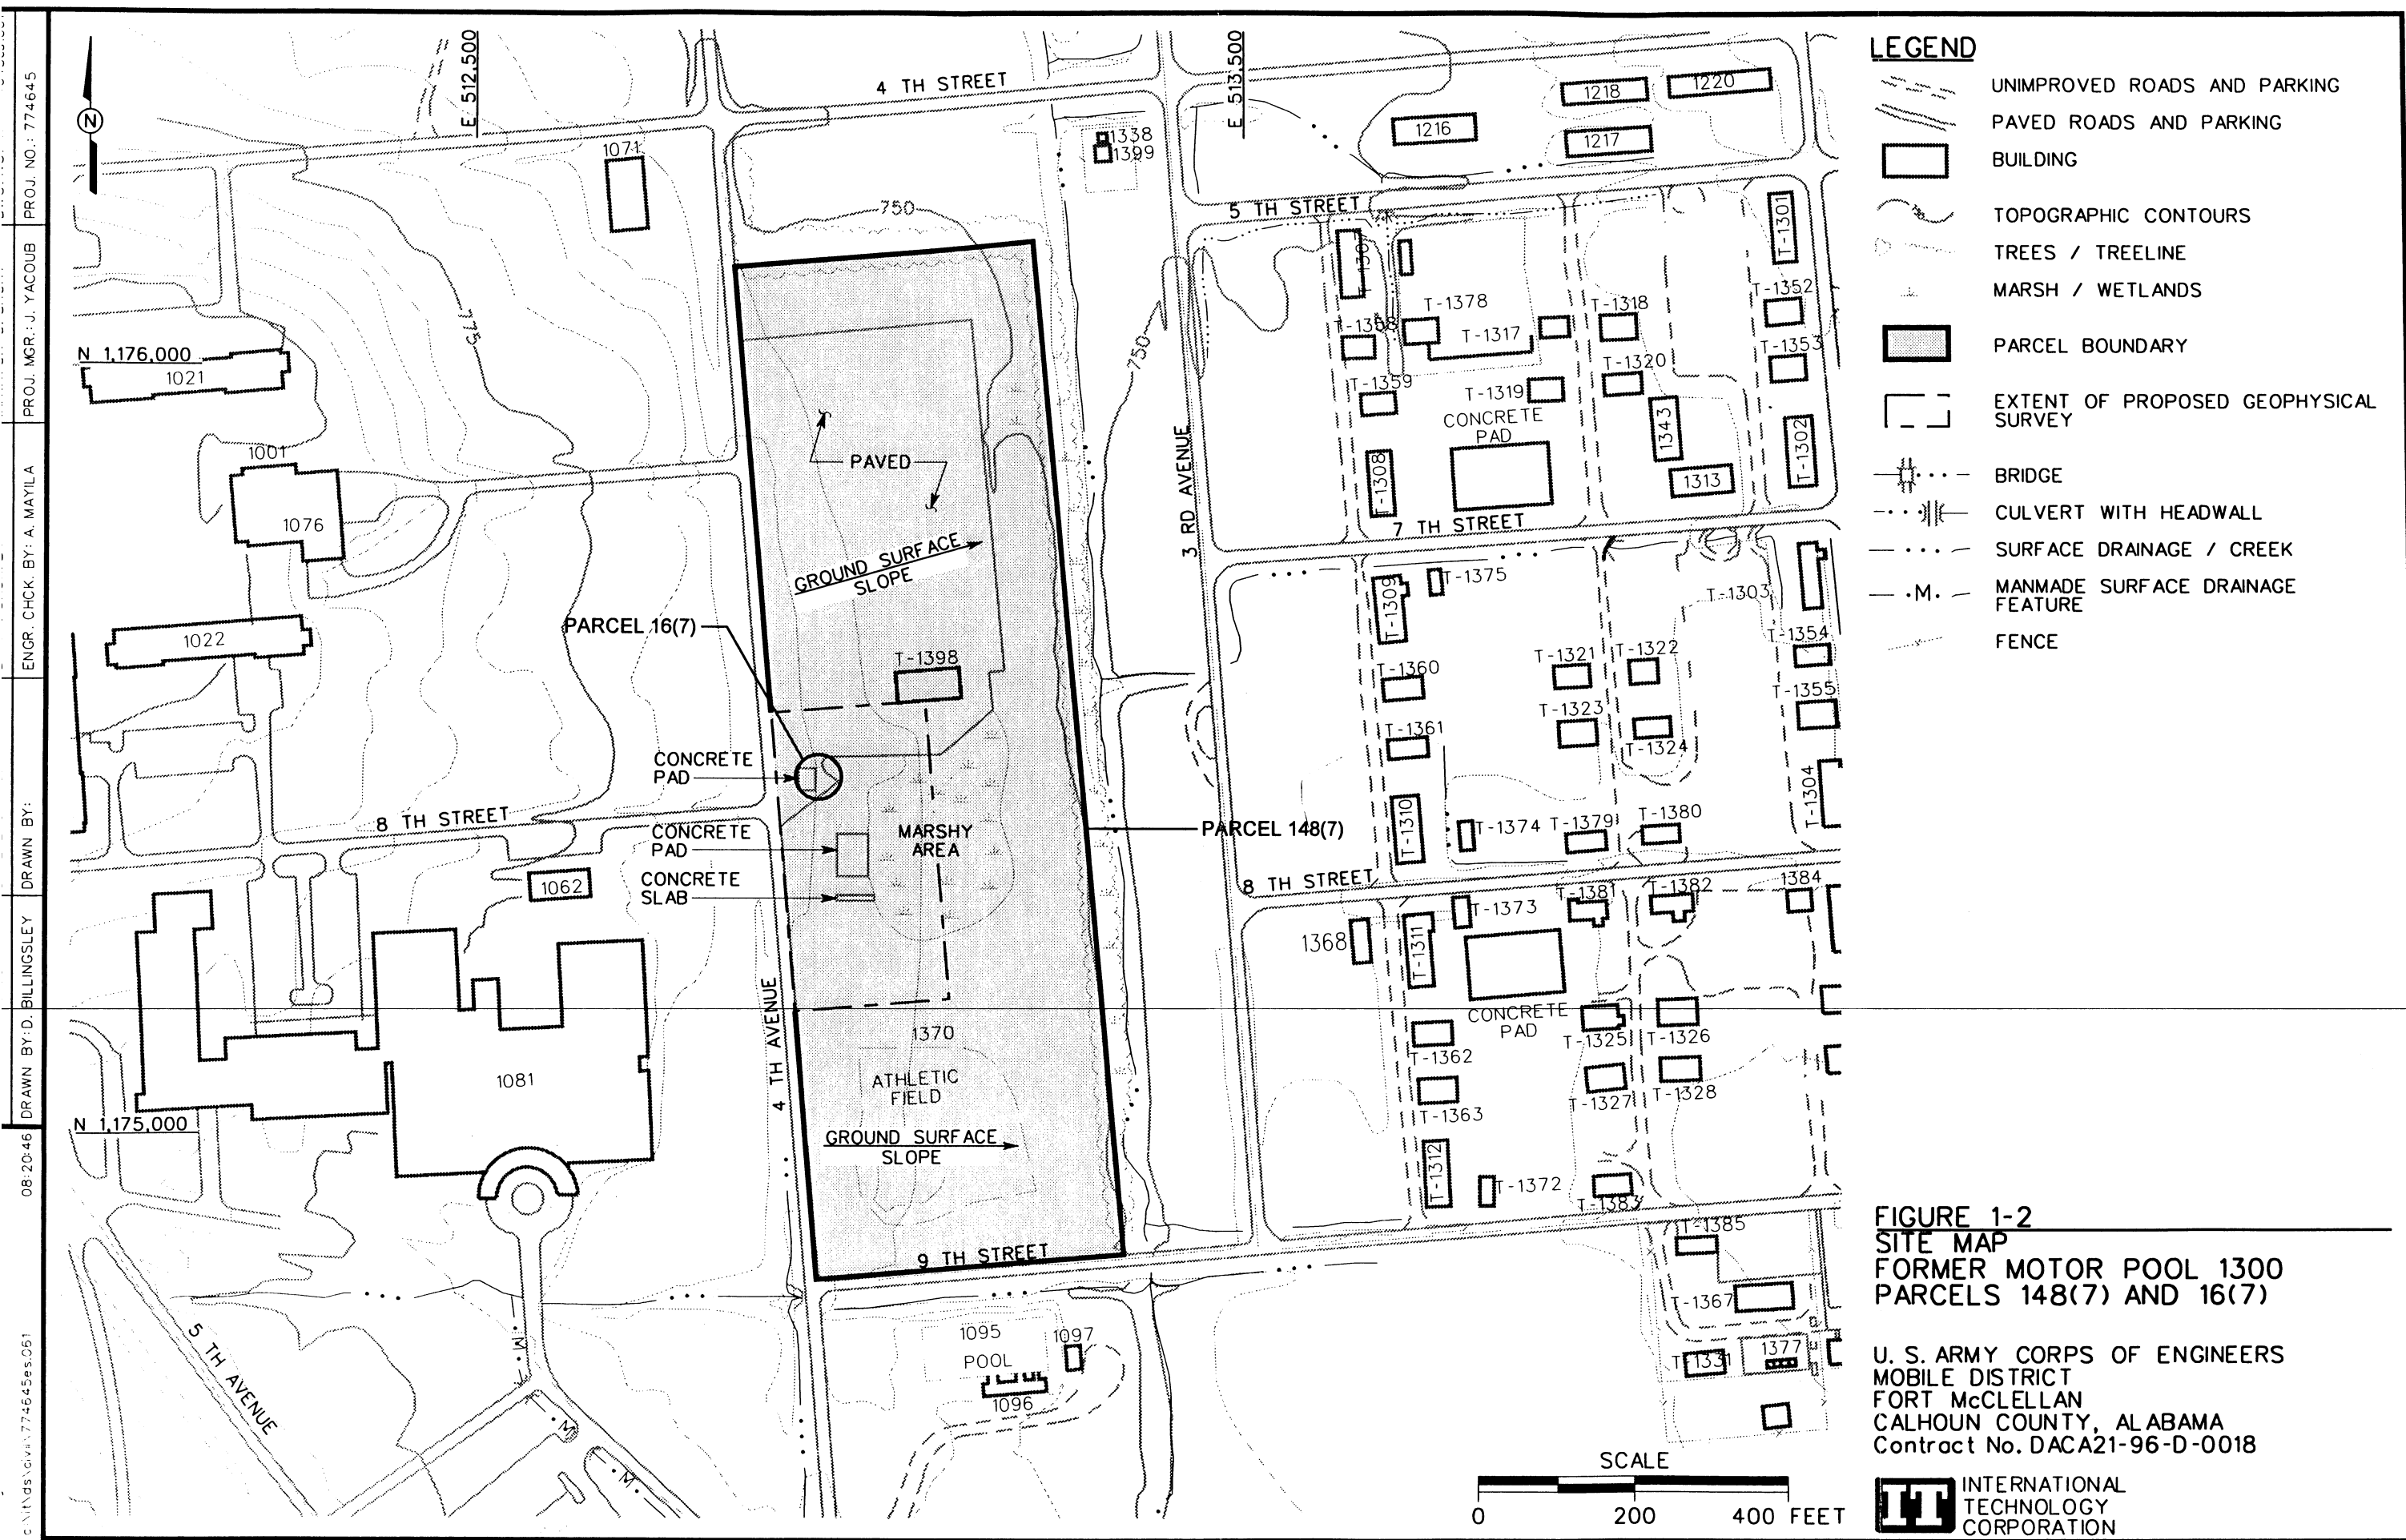 PROJ. NO.: 774645
PROJ. MGR.: J. YACOUB
ENGR. CHCK. BY: A. MAYILA
DRAWN BY:
DRAWN BY: D. BILLINGSLEY
08:20:46
N
E 512,500
E 513,500
4 TH STREET
1071
1338
1399
1216
1218
1220
1217
5 TH STREET
750
775
750
N 1,176,000
1021
1001
1076
1022
T-1301
T-1352
T-1353
T-1302
T-1378
T-1317
T-1318
T-1358
T-1320
T-1359
T-1319
CONCRETE
PAD
1343
1313
T-1308
3 RD AVENUE
7 TH STREET
PAVED
GROUND SURFACE
SLOPE
PARCEL 16(7)
T-1398
T-1309
T-1375
T-1303
T-1354
T-1360
T-1321
T-1322
T-1355
T-1323
T-1361
T-1324
T-1304
CONCRETE
PAD
8 TH STREET
CONCRETE
PAD
MARSHY
AREA
PARCEL 148(7)
CONCRETE
SLAB
1062
T-1310
T-1374
T-1379
T-1380
8 TH STREET
T-1381
T-1382
1384
T-1373
1368
T-1311
CONCRETE
PAD
4 TH AVENUE
1370
T-1362
T-1325
T-1326
1081
ATHLETIC
FIELD
T-1363
T-1327
T-1328
N 1,175,000
GROUND SURFACE
SLOPE
T-1312
T-1372
T-1383
9 TH STREET
T-1385
T-1367
5 TH AVENUE
M
M
M
1095
POOL
1097
1096
T-1331
1377
SCALE
0 200 400 FEET
LEGEND
UNIMPROVED ROADS AND PARKING
PAVED ROADS AND PARKING
BUILDING
TOPOGRAPHIC CONTOURS
TREES / TREELINE
MARSH / WETLANDS
PARCEL BOUNDARY
EXTENT OF PROPOSED GEOPHYSICAL
SURVEY
BRIDGE
CULVERT WITH HEADWALL
SURFACE DRAINAGE / CREEK
M
MANMADE SURFACE DRAINAGE
FEATURE
FENCE
FIGURE 1-2
SITE MAP
FORMER MOTOR POOL 1300
PARCELS 148(7) AND 16(7)
U. S. ARMY CORPS OF ENGINEERS
MOBILE DISTRICT
FORT McCLELLAN
CALHOUN COUNTY, ALABAMA
Contract No. DACA21-96-D-0018
IT
INTERNATIONAL
TECHNOLOGY
CORPORATION